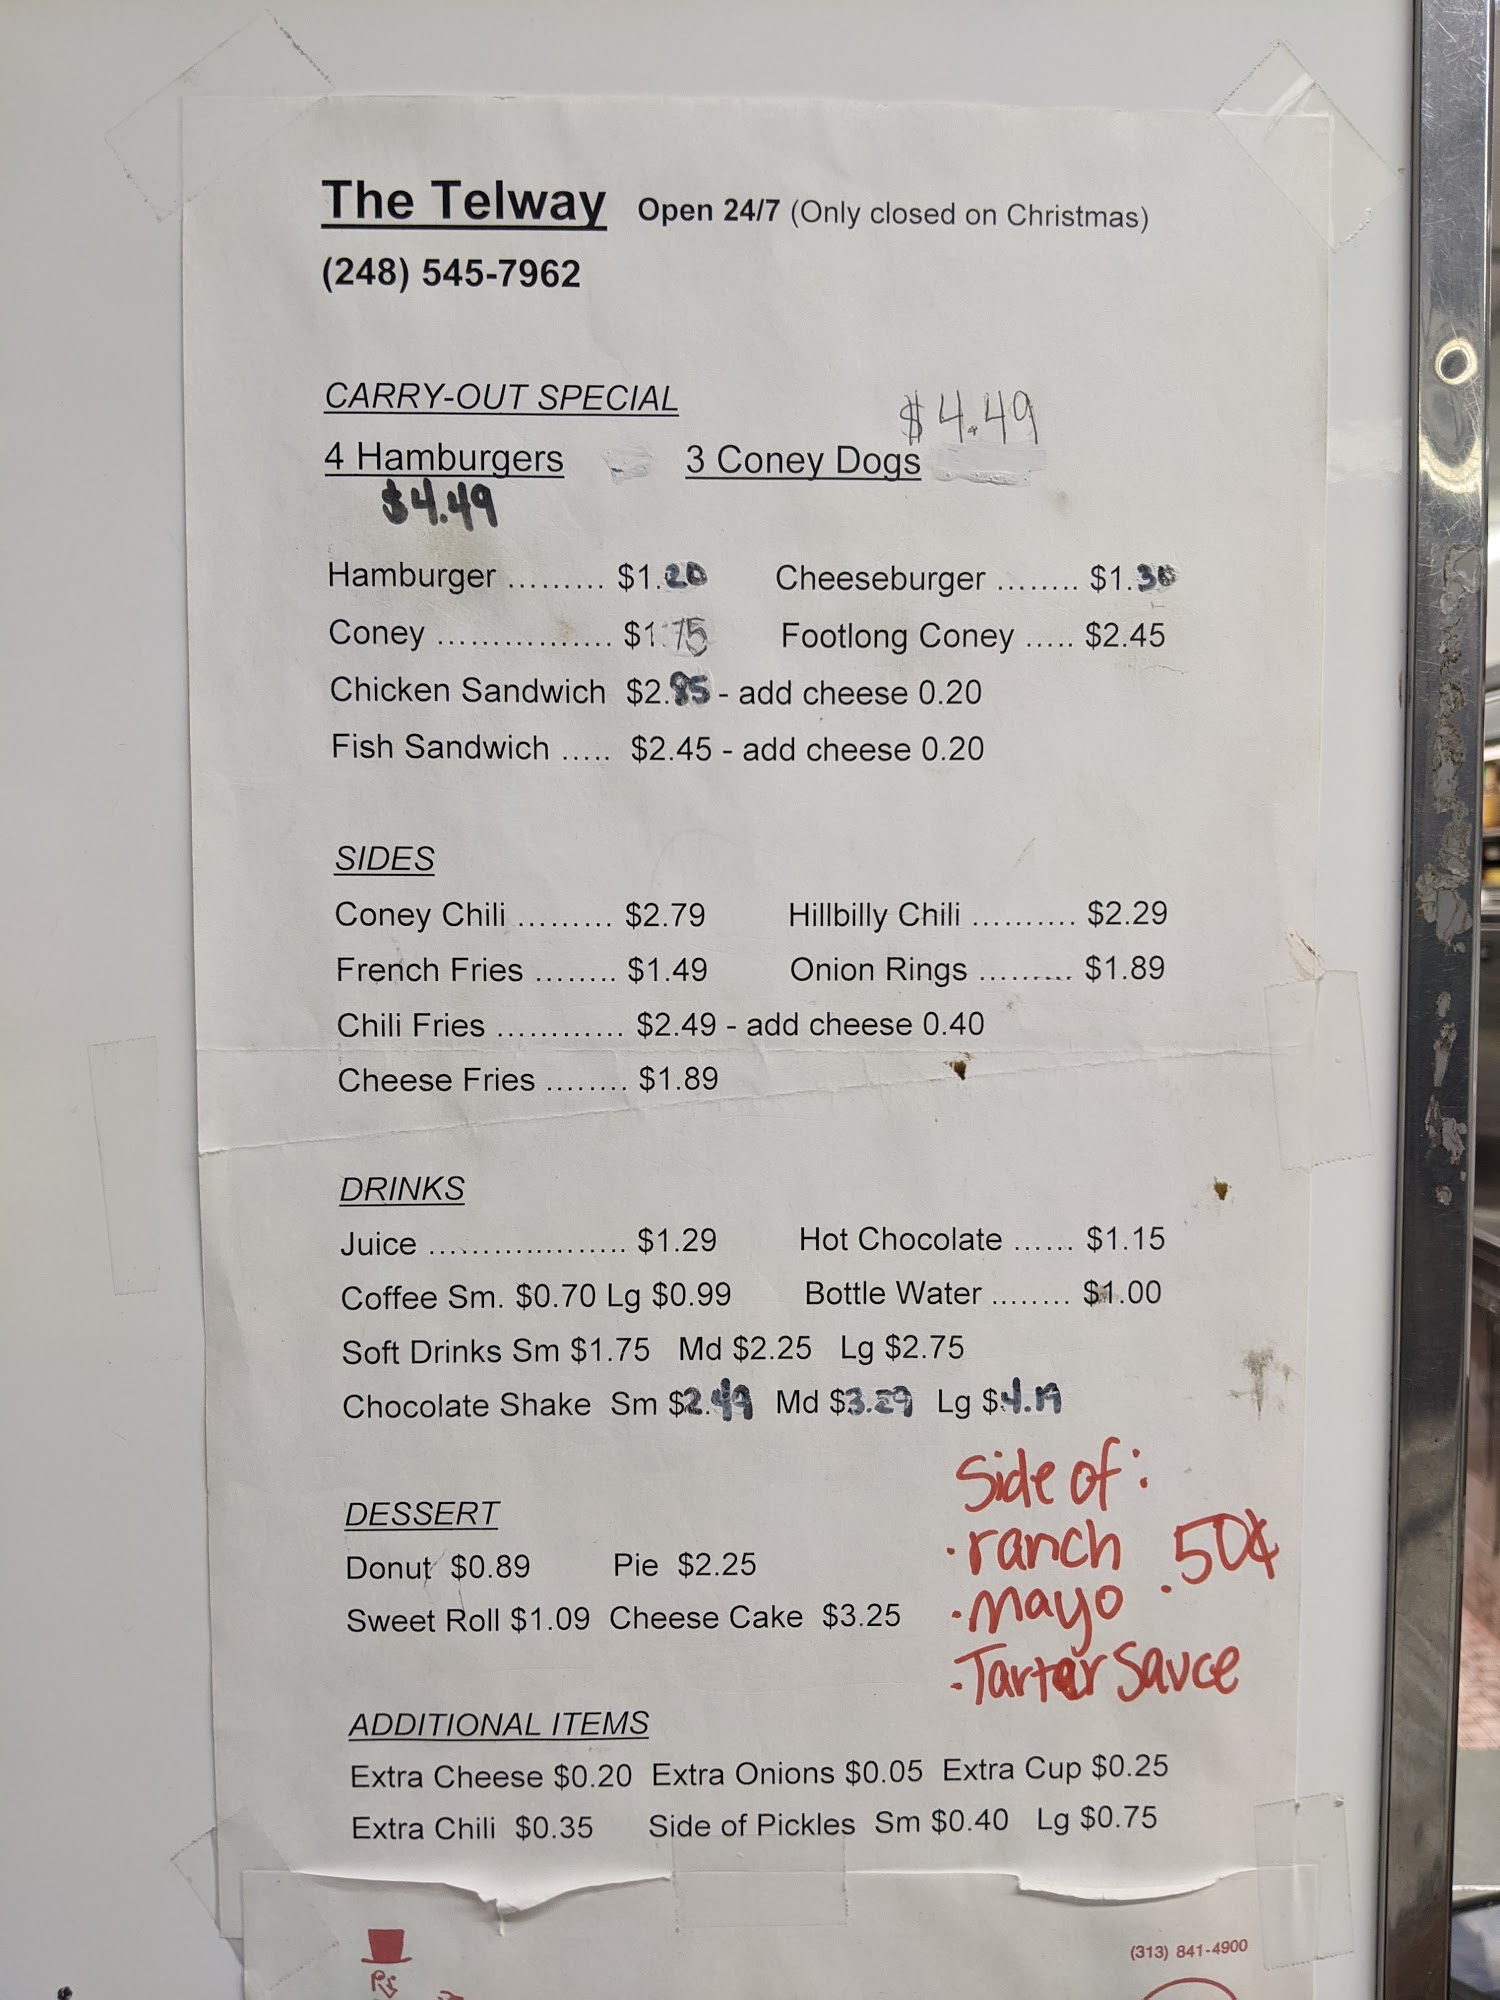 The Telway Open 24/7 (Only closed on Christmas)
(248) 545-7962
CARRY-OUT SPECIAL
$4.49
4 Hamburgers 3 Coney Dogs
$4.49
Hamburger ......... $1.20 Cheeseburger ........ $1.30
Coney ................ $1.75 Footlong Coney ..... $2.45
Chicken Sandwich $2.85 - add cheese 0.20
Fish Sandwich ..... $2.45 - add cheese 0.20
SIDES
Coney Chili ......... $2.79 Hillbilly Chili .......... $2.29
French Fries ........ $1.49 Onion Rings ......... $1.89
Chili Fries ............ $2.49 - add cheese 0.40
Cheese Fries ........ $1.89
DRINKS
Juice ................... $1.29 Hot Chocolate ...... $1.15
Coffee Sm. $0.70 Lg $0.99 Bottle Water ........ $1.00
Soft Drinks Sm $1.75 Md $2.25 Lg $2.75
Chocolate Shake Sm $2.49 Md $3.29 Lg $4.19
Side of:
DESSERT
Donut $0.89 Pie $2.25
· ranch .50¢
Sweet Roll $1.09 Cheese Cake $3.25
· mayo
· Tarter Sauce
ADDITIONAL ITEMS
Extra Cheese $0.20 Extra Onions $0.05 Extra Cup $0.25
Extra Chili $0.35 Side of Pickles Sm $0.40 Lg $0.75
(313) 841-4900